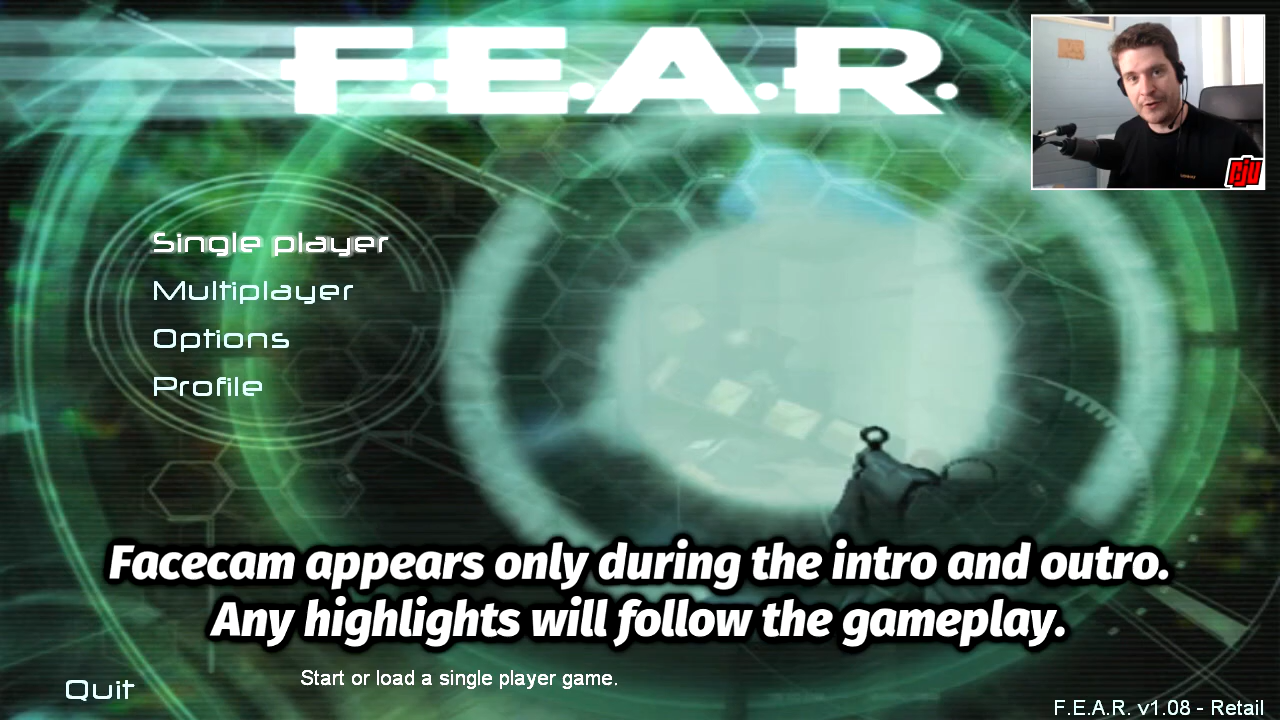 F.E.A.R.
Single player
Multiplayer
Options
Profile
Facecam appears only during the intro and outro.
Any highlights will follow the gameplay.
Start or load a single player game.
Quit
F.E.A.R. v1.08 - Retail